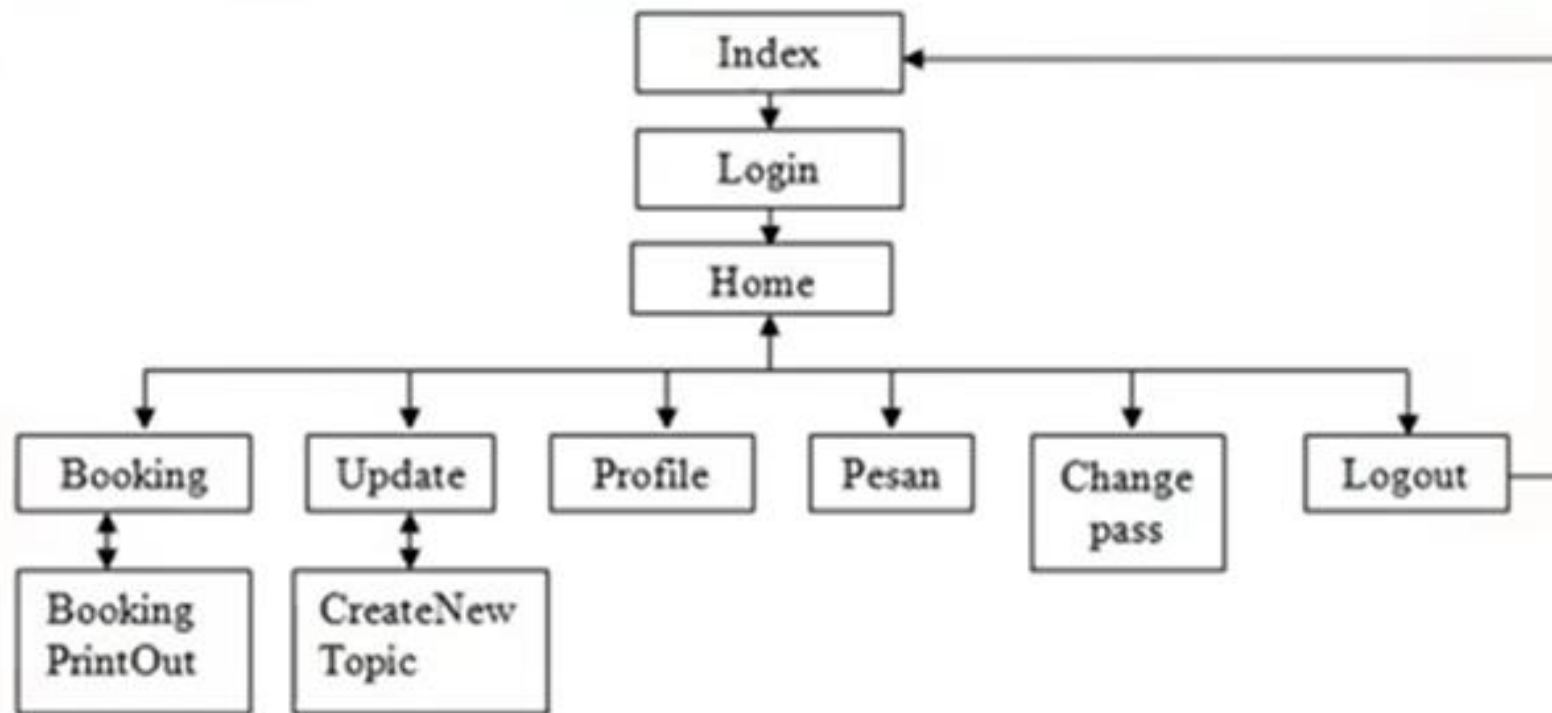 Index
Login
Home
Booking
Update
Profile
Pesan
Change
pass
Logout
Booking
PrintOut
CreateNew
Topic